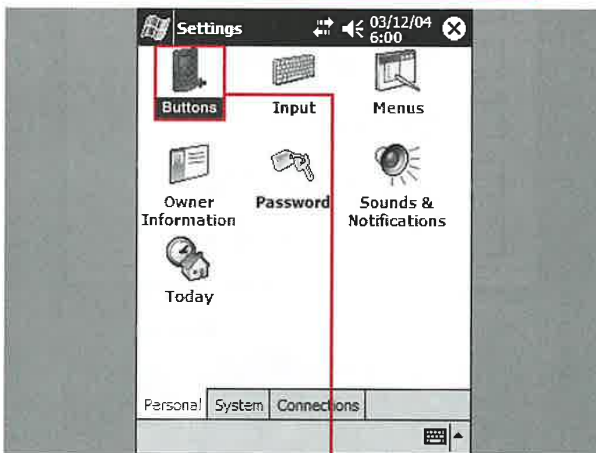 Settings
03/12/04
6:00
Buttons
Input
Menus
Owner
Information
Password
Sounds &
Notifications
Today
Personal
System
Connections